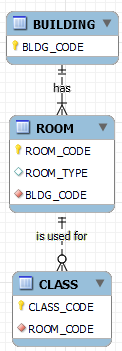 BUILDING
BLDG_CODE
has
ROOM
ROOM_CODE
ROOM_TYPE
BLDG_CODE
is used for
CLASS
CLASS_CODE
ROOM_CODE